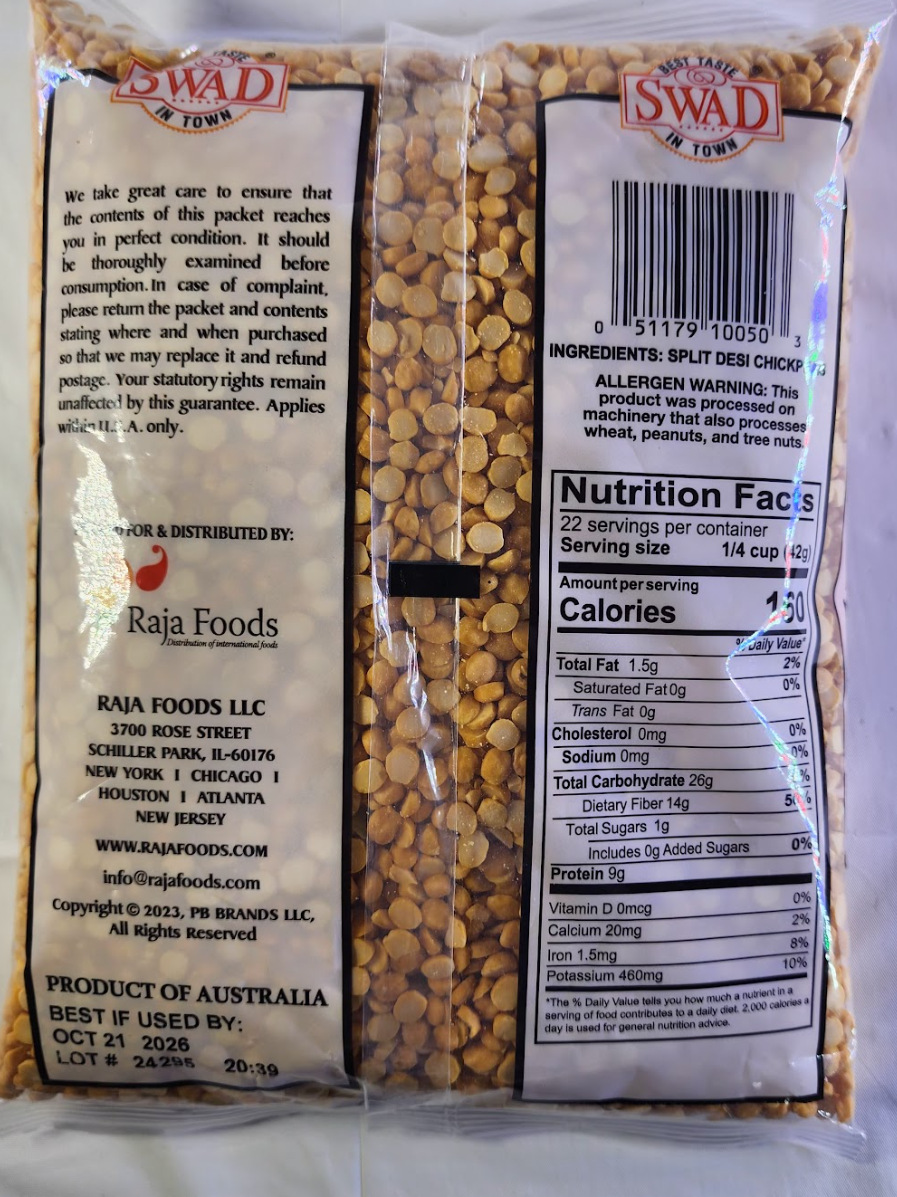 TASTE
SWAD
IN TOWN
We take great care to ensure that
the contents of this packet reaches
you in perfect condition. It should
be thoroughly examined before
consumption. In case of complaint,
please return the packet and contents
stating where and when purchased
so that we may replace it and refund
postage. Your statutory rights remain
unaffected by this guarantee. Applies
within U.S.A. only.
FOR & DISTRIBUTED BY:
Raja Foods
Distribution of international foods
RAJA FOODS LLC
3700 ROSE STREET
SCHILLER PARK, IL-60176
NEW YORK I CHICAGO I
HOUSTON I ATLANTA
NEW JERSEY
WWW.RAJAFOODS.COM
info@rajafoods.com
Copyright © 2023, PB BRANDS LLC,
All Rights Reserved
PRODUCT OF AUSTRALIA
BEST IF USED BY:
OCT 21 2026
LOT # 24295 20:39
BEST TASTE
SWAD
IN TOWN
0 51179 10050 3
INGREDIENTS: SPLIT DESI
ALLERGEN WARNING: This
product was processed on
machinery that also processes
wheat, peanuts, and tree nuts.
Nutrition Facts
22 servings per container
Serving size 1/4 cup (42g)
Amount per serving
Calories
% Daily Value*
Total Fat 1.5g 2%
Saturated Fat 0g 0%
Trans Fat 0g
Cholesterol 0mg 0%
Sodium 0mg 0%
Total Carbohydrate 26g
Dietary Fiber 14g
Total Sugars 1g
Includes 0g Added Sugars 0%
Protein 9g
Vitamin D 0mcg 0%
Calcium 20mg 2%
Iron 1.5mg 8%
Potassium 460mg 10%
*The % Daily Value tells you how much a nutrient in a
serving of food contributes to a daily diet. 2,000 calories a
day is used for general nutrition advice.